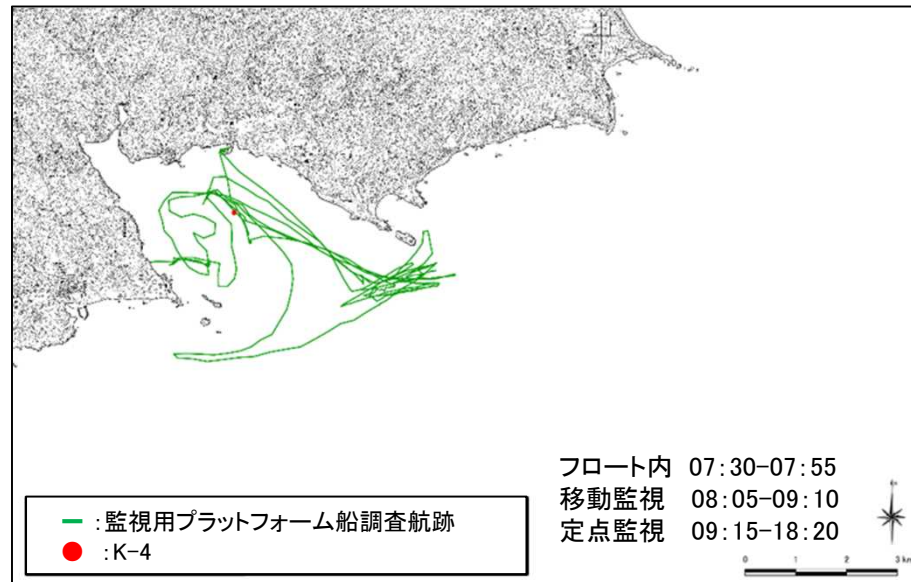 フロート内 07:30-07:55
移動監視 08:05-09:10
定点監視 09:15-18:20
:監視用プラットフォーム船調査航跡
:K-4
0 1 2 3 km